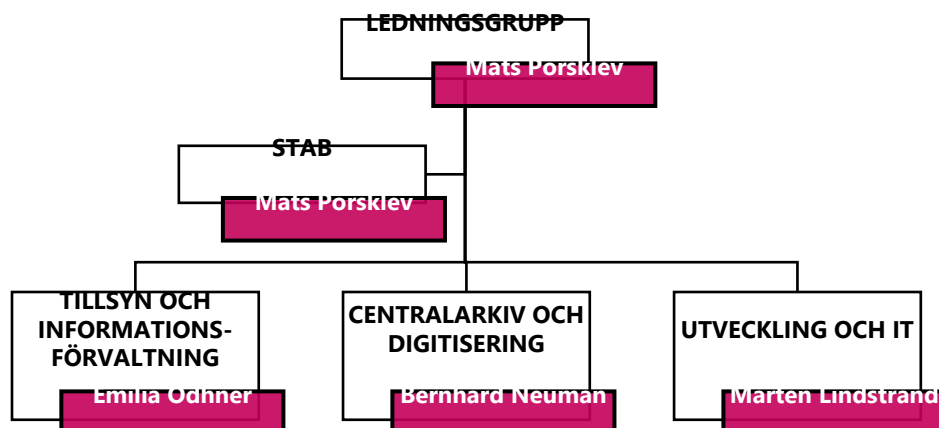 LEDNINGSGRUPP
Mats Porsklev
STAB
Mats Porsklev
TILLSYN OCH
INFORMATIONS-
FÖRVALTNING
Emilia Odhner
CENTRALARKIV OCH
DIGITISERING
Bernhard Neuman
UTVECKLING OCH IT
Marten Lindstrand